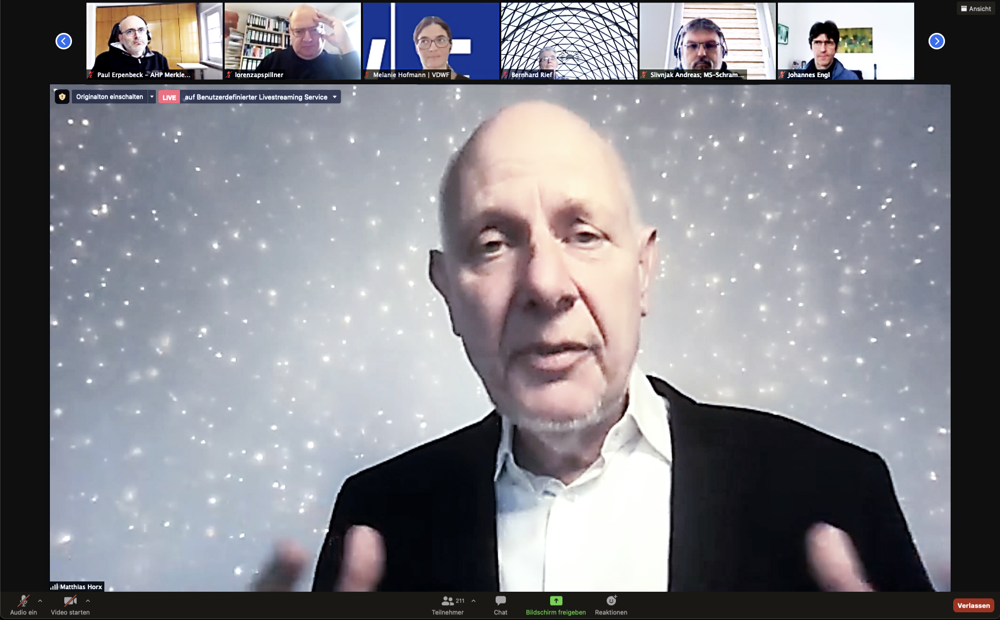 Ansicht
Paul Erpenbeck – AHP Merkle...
lorenzapspillner
Melanie Hofmann | VDWF
Bernhard Rief
Slivnjak Andreas; MS-Schram...
Johannes Engl
Originalton einschalten
LIVE auf Benutzerdefinierter Livestreaming Service
Matthias Horx
Audio ein
Video starten
211
Teilnehmer
Chat
Bildschirm freigeben
Reaktionen
Verlassen